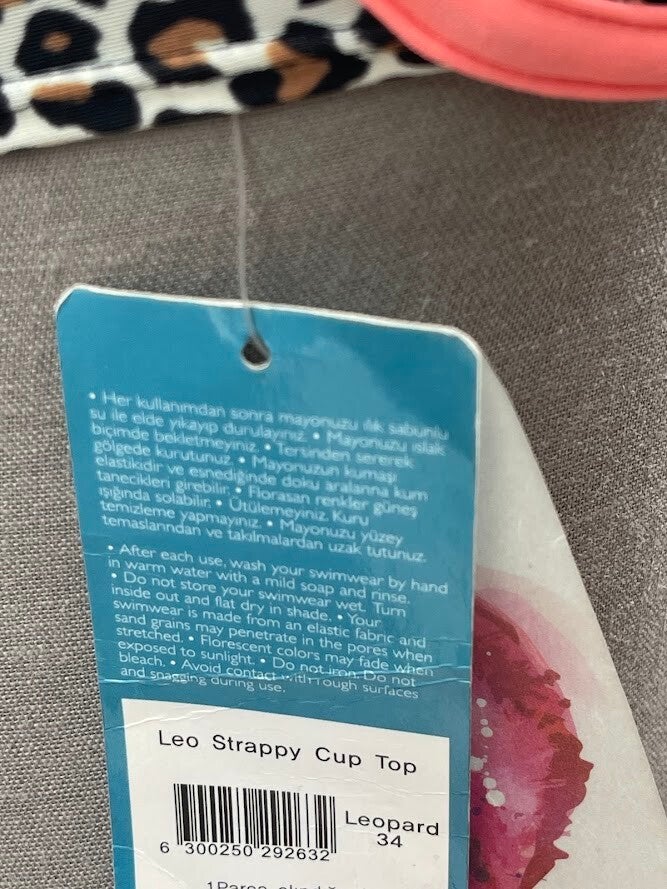 • Her kullanımdan sonra mayonuzu ılık sabunlu
su ile elde yıkayıp durulayınız. • Mayonuzu ıslak
biçimde bekletmeyiniz. • Tersinden sererek
gölgede kurutunuz. • Mayonuzun kumaşı
elastikidir ve esnediğinde doku aralarına kum
tanecikleri girebilir. • Florasan renkler güneş
ışığında solabilir. • Ütülemeyiniz. Kuru
temizleme yapmayınız. • Mayonuzu yüzey
temaslarından ve takılmalardan uzak tutunuz.
• After each use, wash your swimwear by hand
in warm water with a mild soap and rinse.
• Do not store your swimwear wet. Turn
inside out and flat dry in shade. • Your
swimwear is made from an elastic fabric and
sand grains may penetrate in the pores when
stretched. • Florescent colors may fade when
exposed to sunlight. • Do not iron. Do not
bleach. • Avoid contact with rough surfaces
and snagging during use.
Leo Strappy Cup Top
Leopard
34
6 300250 292632